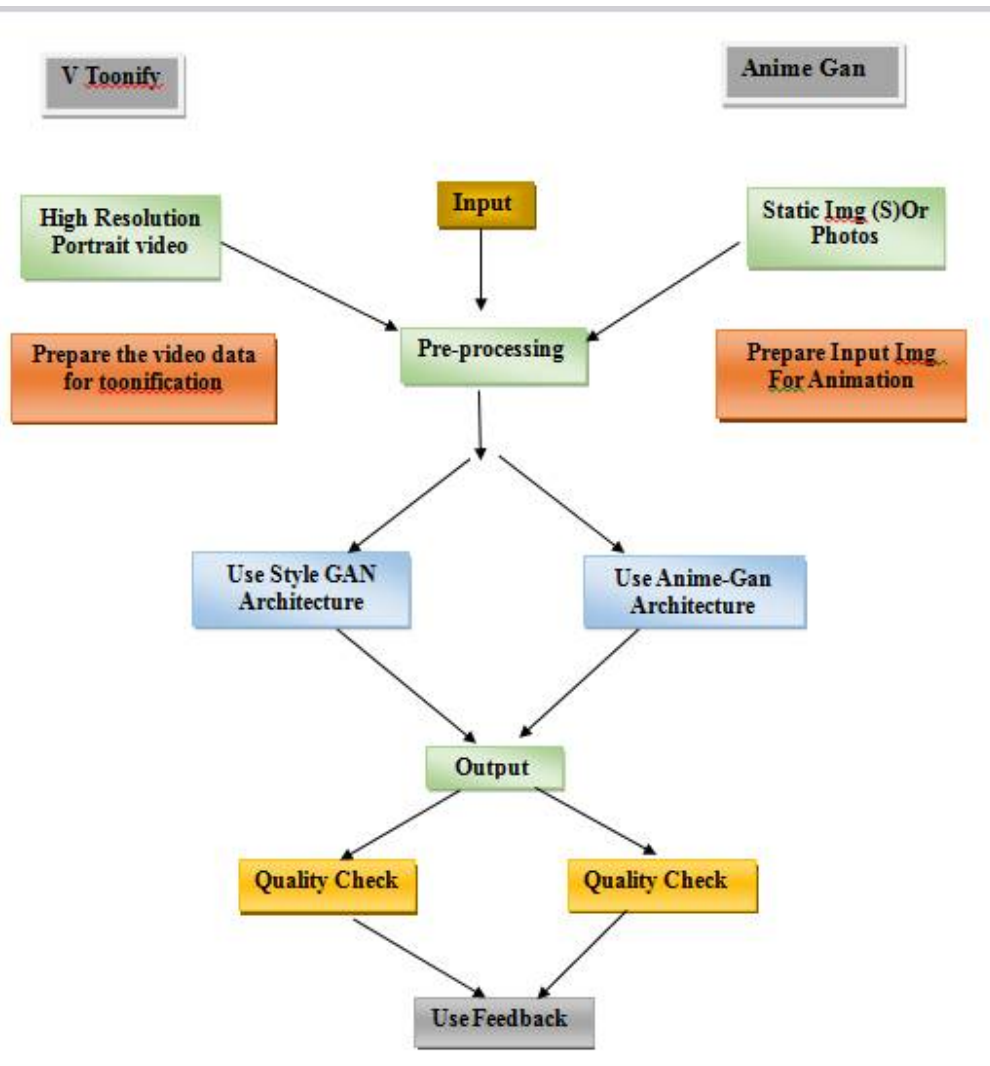 V Toonify
Anime Gan
High Resolution
Portrait video
Input
Static Img (S)Or
Photos
Prepare the video data
for toonification
Pre-processing
Prepare Input Img
For Animation
Use Style GAN
Architecture
Use Anime-Gan
Architecture
Output
Quality Check
Quality Check
Use Feedback